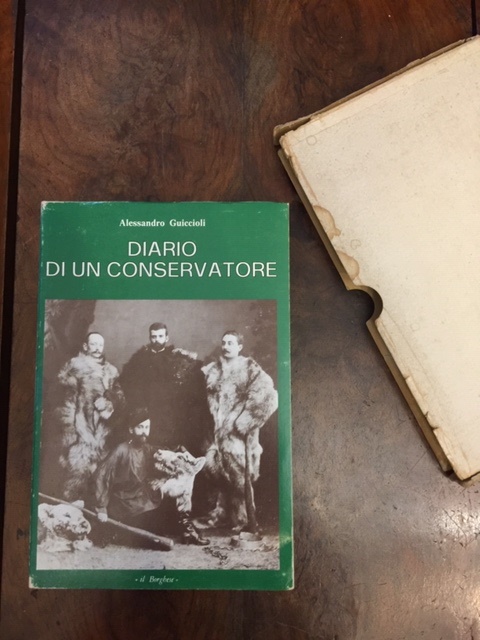 Alessandro Guiccioli
DIARIO
DI UN CONSERVATORE
- il Borghese -